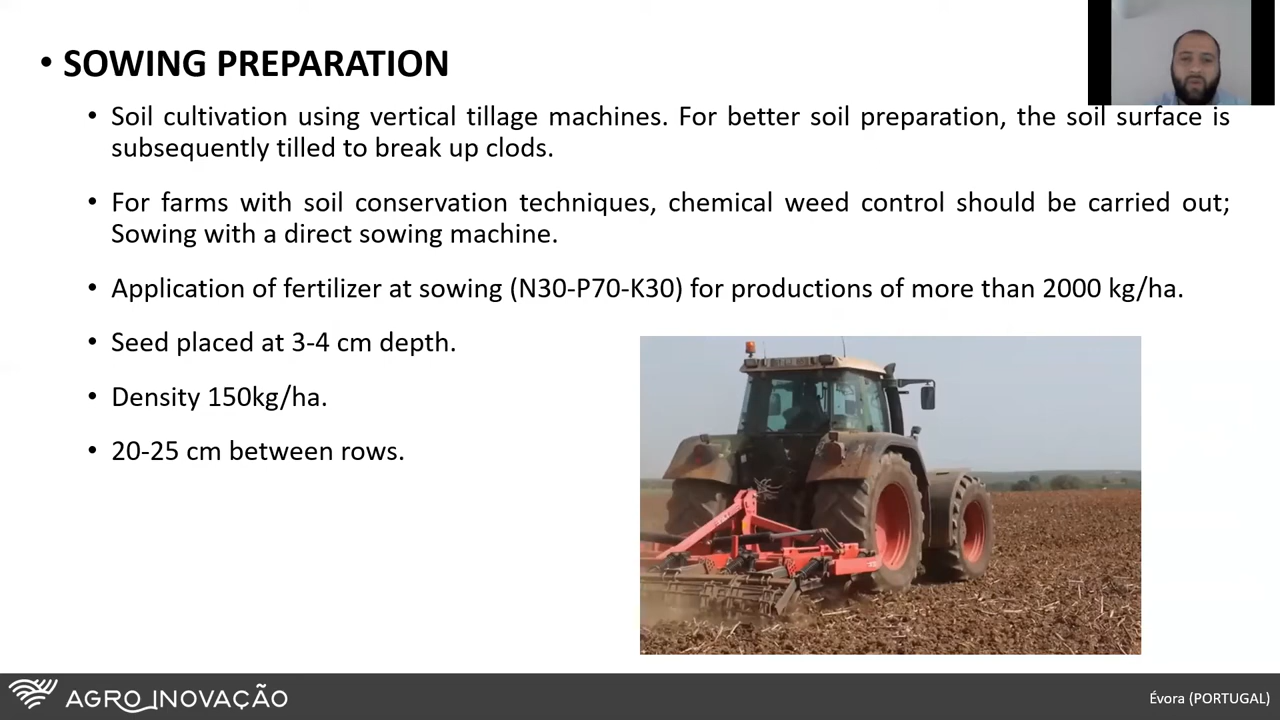 • SOWING PREPARATION
• Soil cultivation using vertical tillage machines. For better soil preparation, the soil surface is
subsequently tilled to break up clods.
• For farms with soil conservation techniques, chemical weed control should be carried out;
Sowing with a direct sowing machine.
• Application of fertilizer at sowing (N30-P70-K30) for productions of more than 2000 kg/ha.
• Seed placed at 3-4 cm depth.
• Density 150kg/ha.
• 20-25 cm between rows.
AGRO INOVAÇÃO
Évora (PORTUGAL)